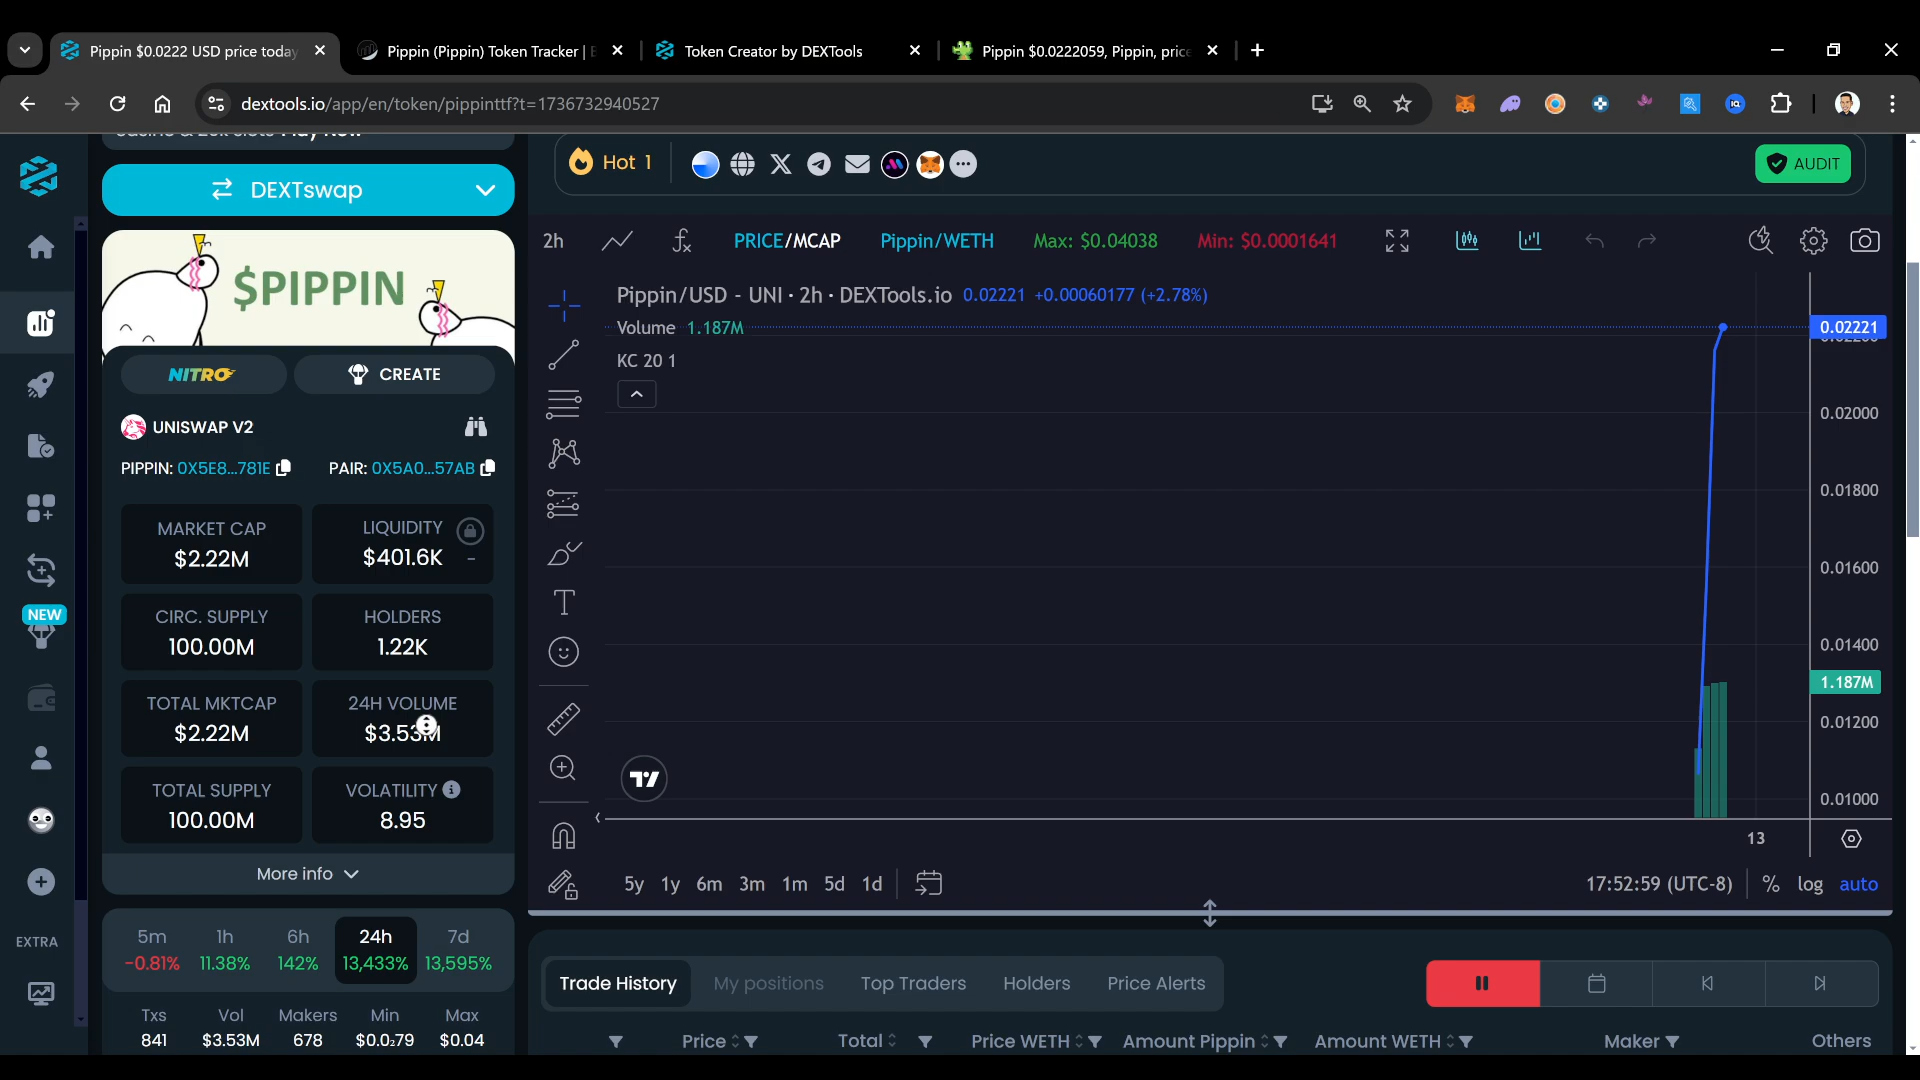 Pippin $0.0222 USD price today
Pippin (Pippin) Token Tracker | E
Token Creator by DEXTools
Pippin $0.0222059, Pippin, price
dextools.io/app/en/token/pippinttf?t=1736732940527
DEXTswap
Hot 1
AUDIT
2h
PRICE/MCAP
Pippin/WETH
Max: $0.04038
Min: $0.0001641
$PIPPIN
NITRO
CREATE
UNISWAP V2
PIPPIN: 0X5E8...781E
PAIR: 0X5A0...57AB
MARKET CAP
$2.22M
LIQUIDITY
$401.6K
-
CIRC. SUPPLY
100.00M
HOLDERS
1.22K
TOTAL MKTCAP
$2.22M
24H VOLUME
$3.53M
TOTAL SUPPLY
100.00M
VOLATILITY
8.95
More info
5m
-0.81%
1h
11.38%
6h
142%
24h
13,433%
7d
13,595%
Txs
841
Vol
$3.53M
Makers
678
Min
$0.0₂79
Max
$0.04
NEW
EXTRA
Pippin/USD - UNI · 2h · DEXTools.io 0.02221 +0.00060177 (+2.78%)
Volume 1.187M
KC 20 1
0.02221
0.02000
0.01800
0.01600
0.01400
1.187M
0.01200
0.01000
13
5y 1y 6m 3m 1m 5d 1d
17:52:59 (UTC-8)
% log auto
Trade History
My positions
Top Traders
Holders
Price Alerts
Price
Total
Price WETH
Amount Pippin
Amount WETH
Maker
Others